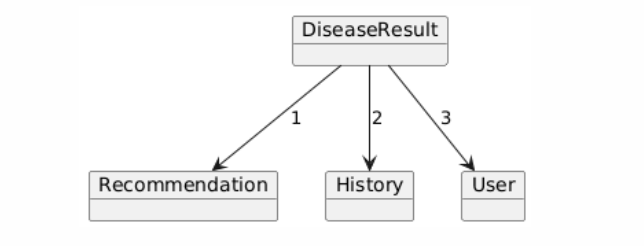 DiseaseResult
1
2
3
Recommendation
History
User